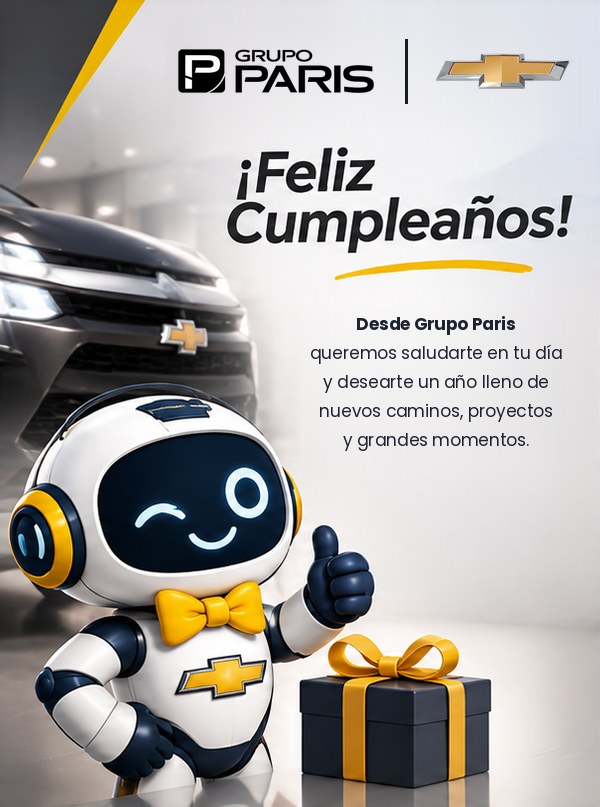 GRUPO
PARIS
¡Feliz
Cumpleaños!
Desde Grupo Paris
queremos saludarte en tu día
y desearte un año lleno de
nuevos caminos, proyectos
y grandes momentos.